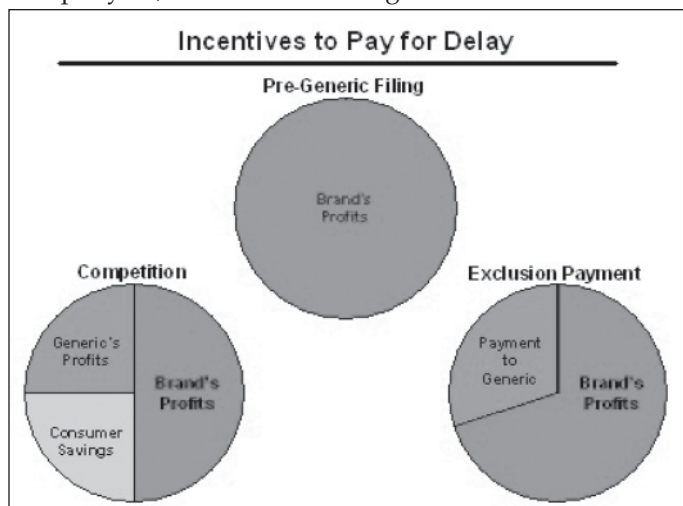 Incentives to Pay for Delay
Pre-Generic Filing
Brand's
Profits
Competition
Generic's
Profits
Brand's
Profits
Consumer
Savings
Exclusion Payment
Payment
to
Generic
Brand's
Profits